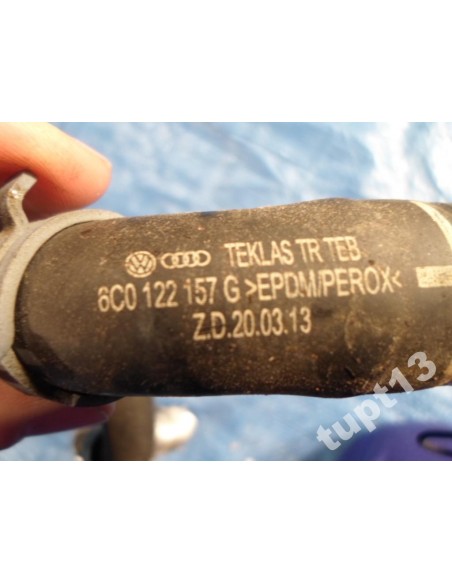 TEKLAS TR TEB
6C0 122 157 G >EPDM/PEROX<
Z.D.20.03.13
tupt13